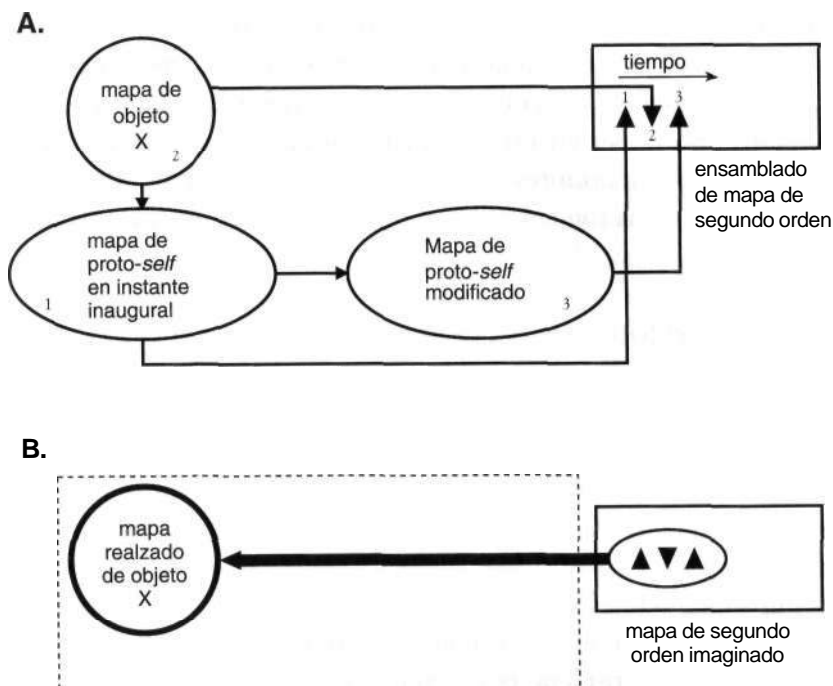 A.
mapa de
objeto
X
2
tiempo
1
3
2
ensamblado
de mapa de
segundo orden
mapa de
proto-self
en instante
inaugural
1
Mapa de
proto-self
modificado
3
B.
mapa
realzado
de objeto
X
mapa de segundo
orden imaginado